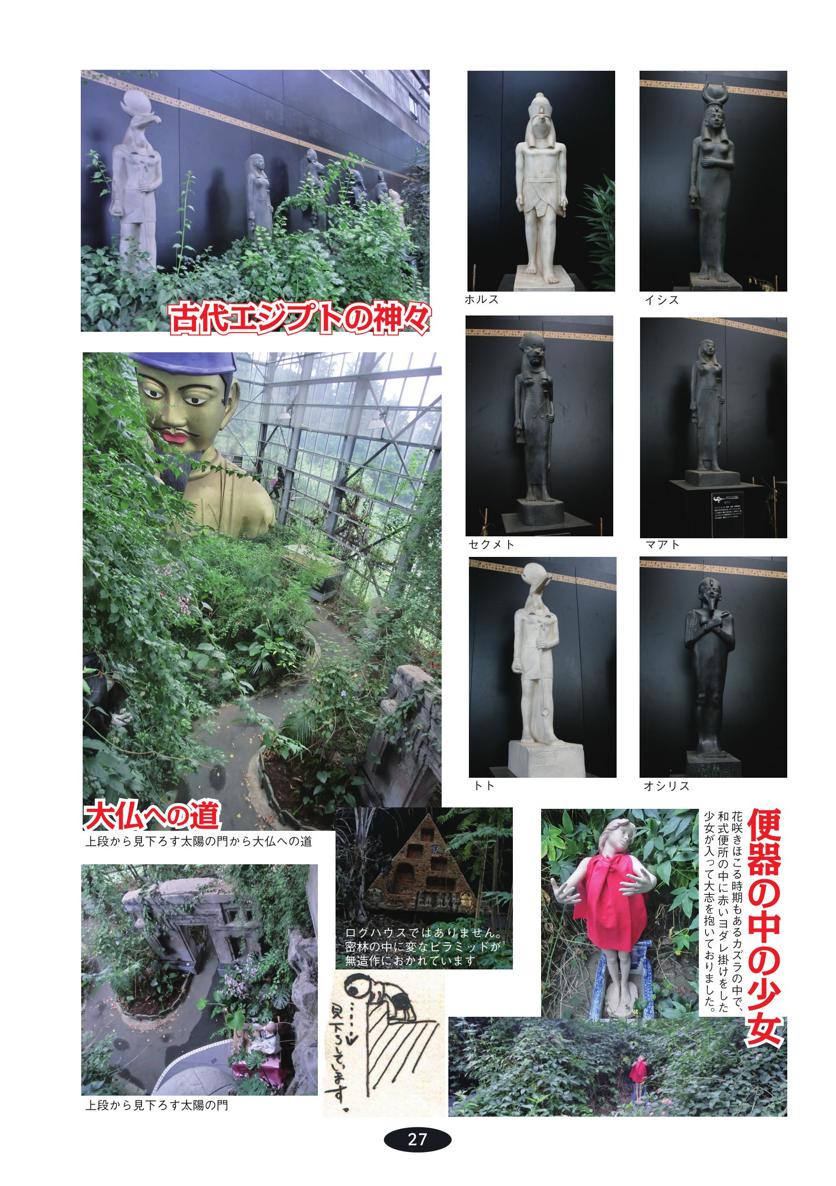 古代エジプトの神々
ホルス
イシス
セクメト
マアト
トト
オシリス
大仏への道
上段から見下ろす太陽の門から大仏への道
ログハウスではありません。
密林の中に変なピラミッドが
無造作におかれています
便器の中の少女
花咲きほこる時期もあるカズラの中で、
和式便所の中に赤いヨダレ掛けをした
少女が入って大志を抱いておりました。
見下ろしています。
上段から見下ろす太陽の門
27